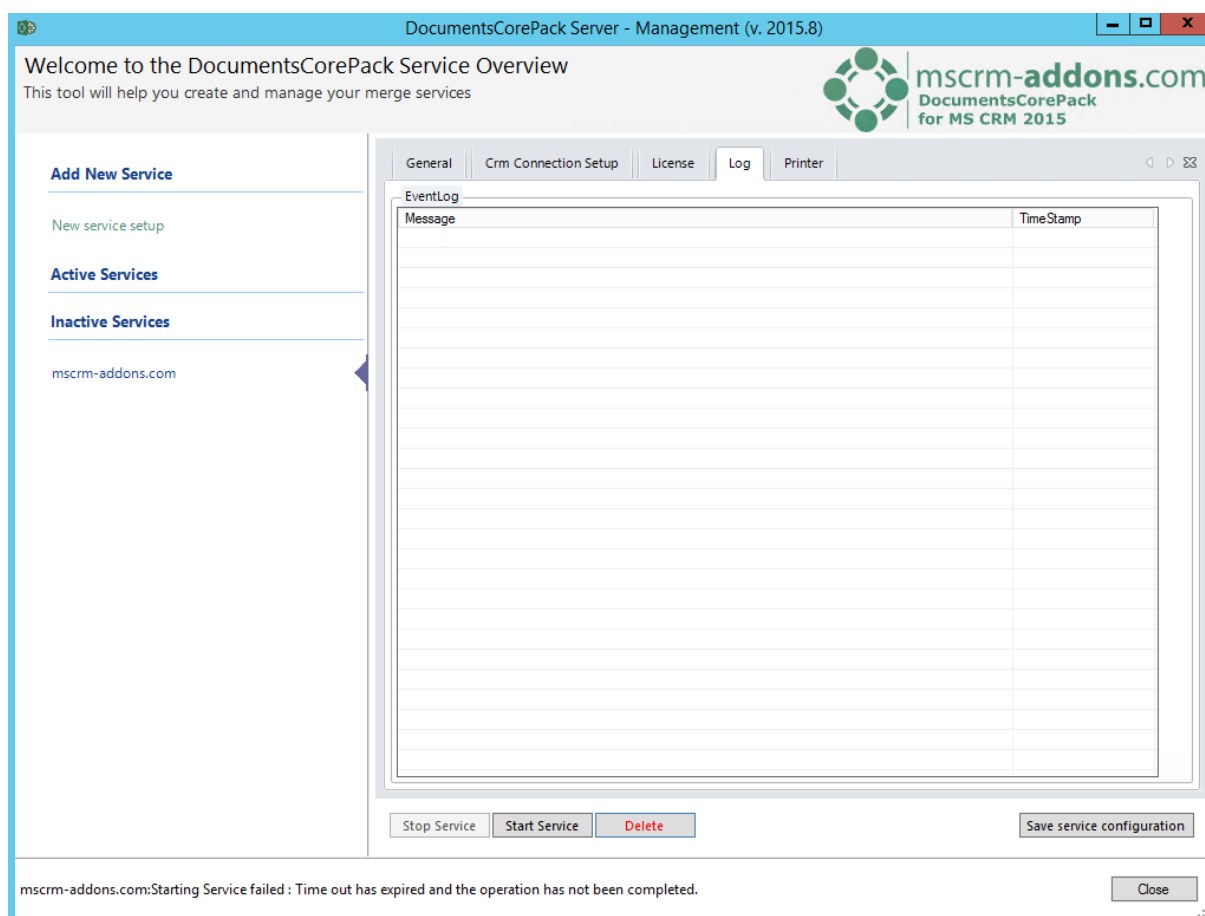 DocumentsCorePack Server - Management (v. 2015.8)
Welcome to the DocumentsCorePack Service Overview
This tool will help you create and manage your merge services
mscrm-addons.com
DocumentsCorePack
for MS CRM 2015
Add New Service
New service setup
Active Services
Inactive Services
mscrm-addons.com
General Crm Connection Setup License Log Printer
EventLog
Message TimeStamp
Stop Service Start Service Delete Save service configuration
mscrm-addons.com:Starting Service failed : Time out has expired and the operation has not been completed.
Close